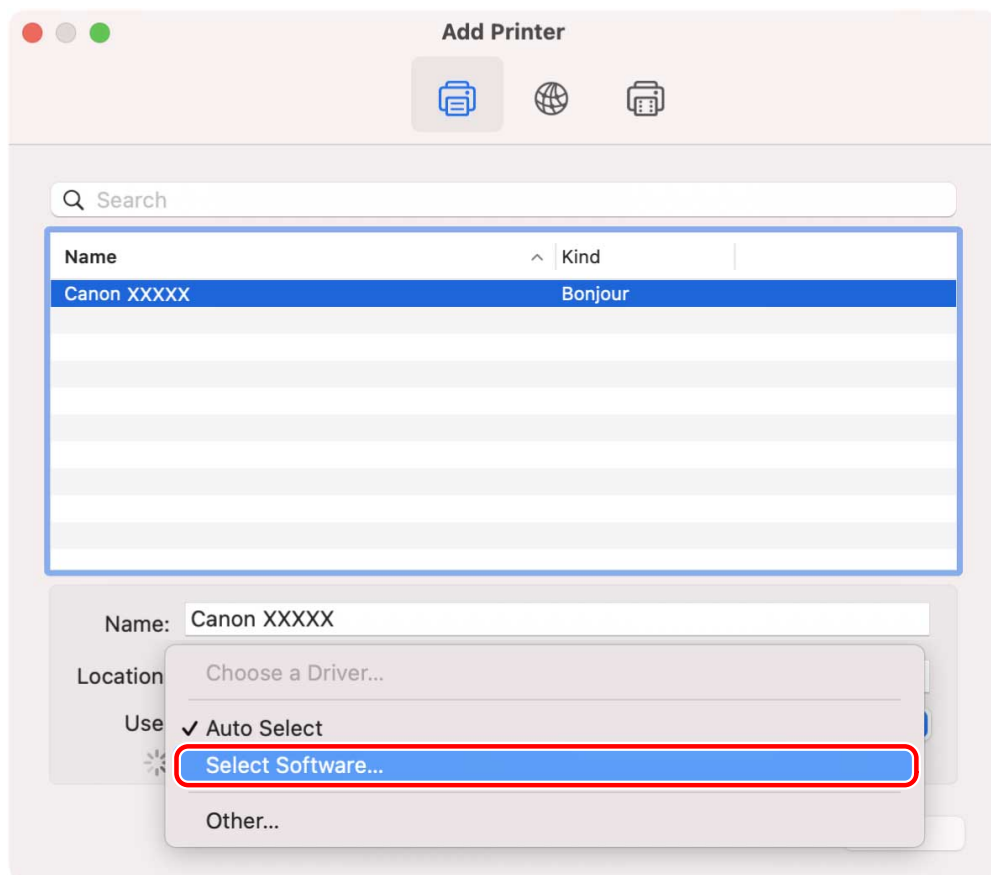 Add Printer
Search
Name Kind
Canon XXXXX Bonjour
Name: Canon XXXXX
Location
Choose a Driver...
Use
Auto Select
Select Software...
Other...